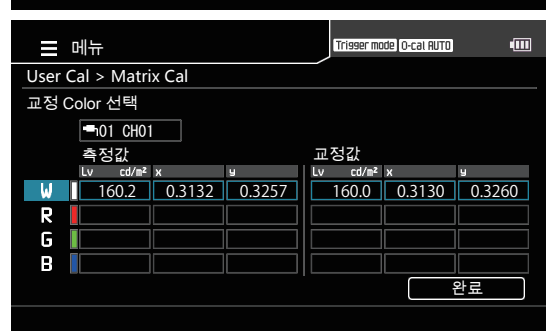 메뉴 Trigger mode 0-cal AUTO
User Cal > Matrix Cal
교정 Color 선택
01 CH01
측정값 교정값
Lv cd/m² x y Lv cd/m² x y
W 160.2 0.3132 0.3257 160.0 0.3130 0.3260
R
G
B
완료